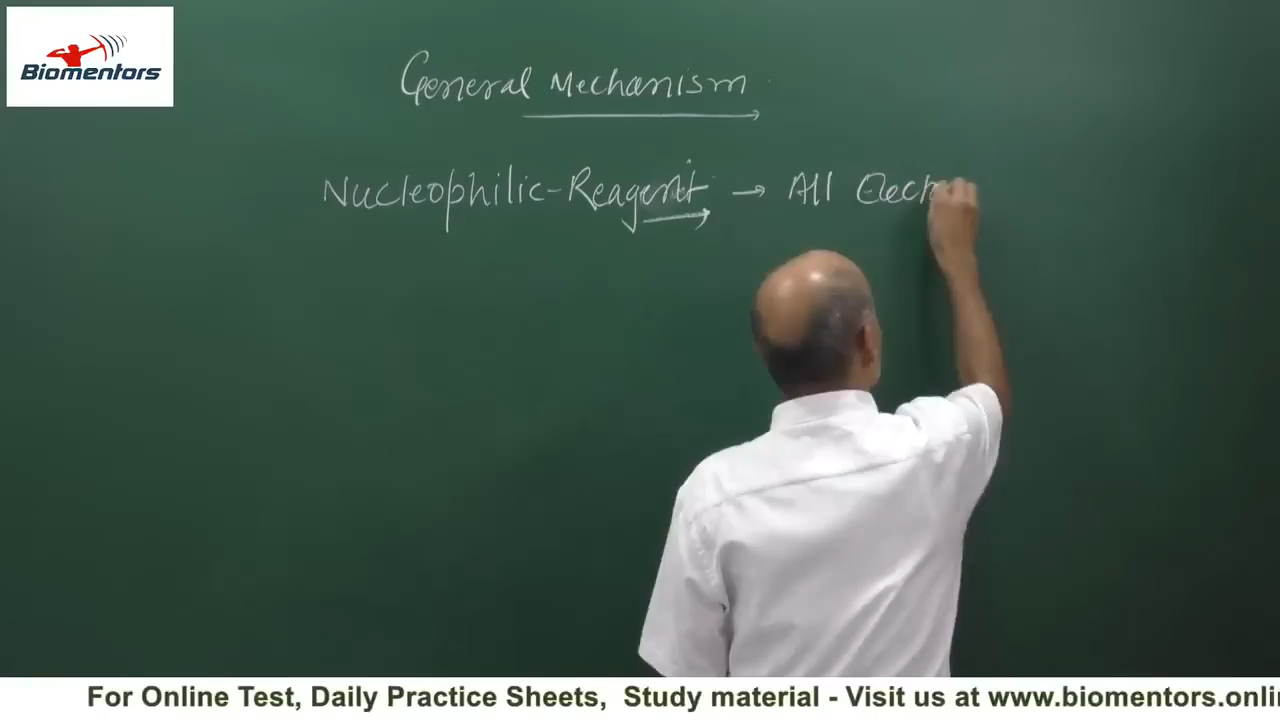 Biomentors
General Mechanism
Nucleophilic-Reagent → All Elect
For Online Test, Daily Practice Sheets, Study material - Visit us at www.biomentors.onli